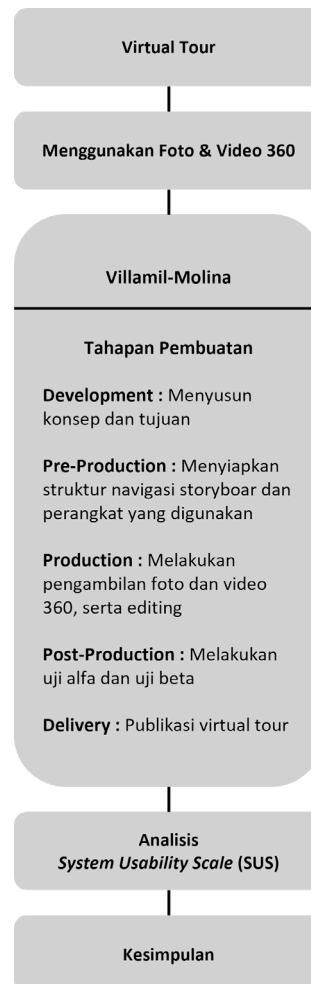 Virtual Tour
Menggunakan Foto & Video 360
Villamil-Molina
Tahapan Pembuatan
Development : Menyusun
konsep dan tujuan
Pre-Production : Menyiapkan
struktur navigasi storyboar dan
perangkat yang digunakan
Production : Melakukan
pengambilan foto dan video
360, serta editing
Post-Production : Melakukan
uji alfa dan uji beta
Delivery : Publikasi virtual tour
Analisis
System Usability Scale (SUS)
Kesimpulan